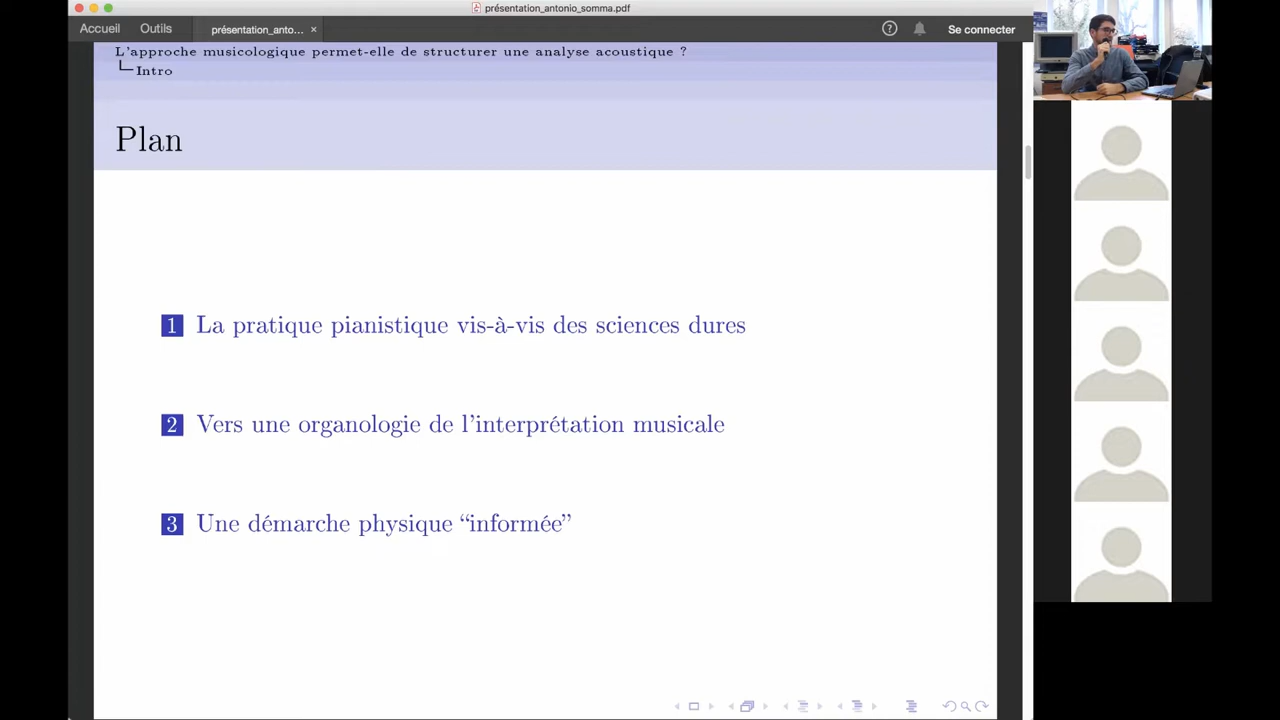 présentation_antonio_somma.pdf
Accueil Outils présentation_anto... × Se connecter
L'approche musicologique permet-elle de structurer une analyse acoustique ?
Intro
Plan
1 La pratique pianistique vis-à-vis des sciences dures
2 Vers une organologie de l'interprétation musicale
3 Une démarche physique “informée”